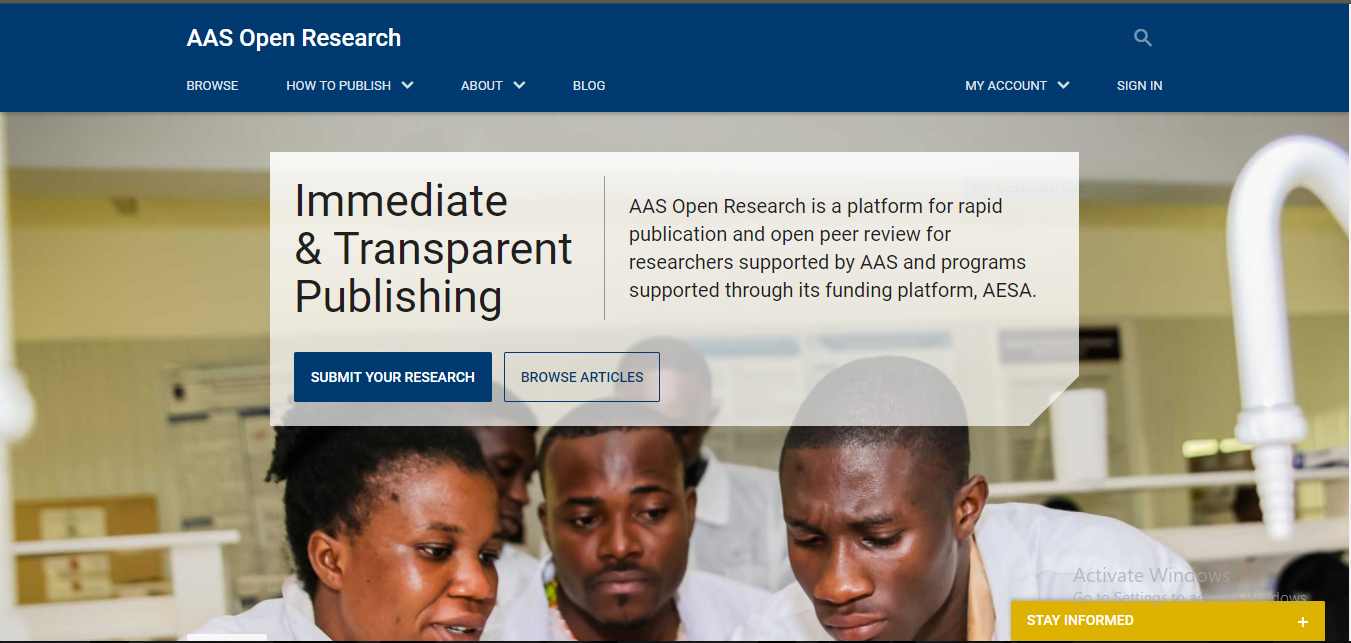 AAS Open Research
BROWSE
HOW TO PUBLISH
ABOUT
BLOG
MY ACCOUNT
SIGN IN
Immediate
& Transparent
Publishing
AAS Open Research is a platform for rapid
publication and open peer review for
researchers supported by AAS and programs
supported through its funding platform, AESA.
SUBMIT YOUR RESEARCH
BROWSE ARTICLES
Activate Windows
Go to Settings to activate Windows.
STAY INFORMED +